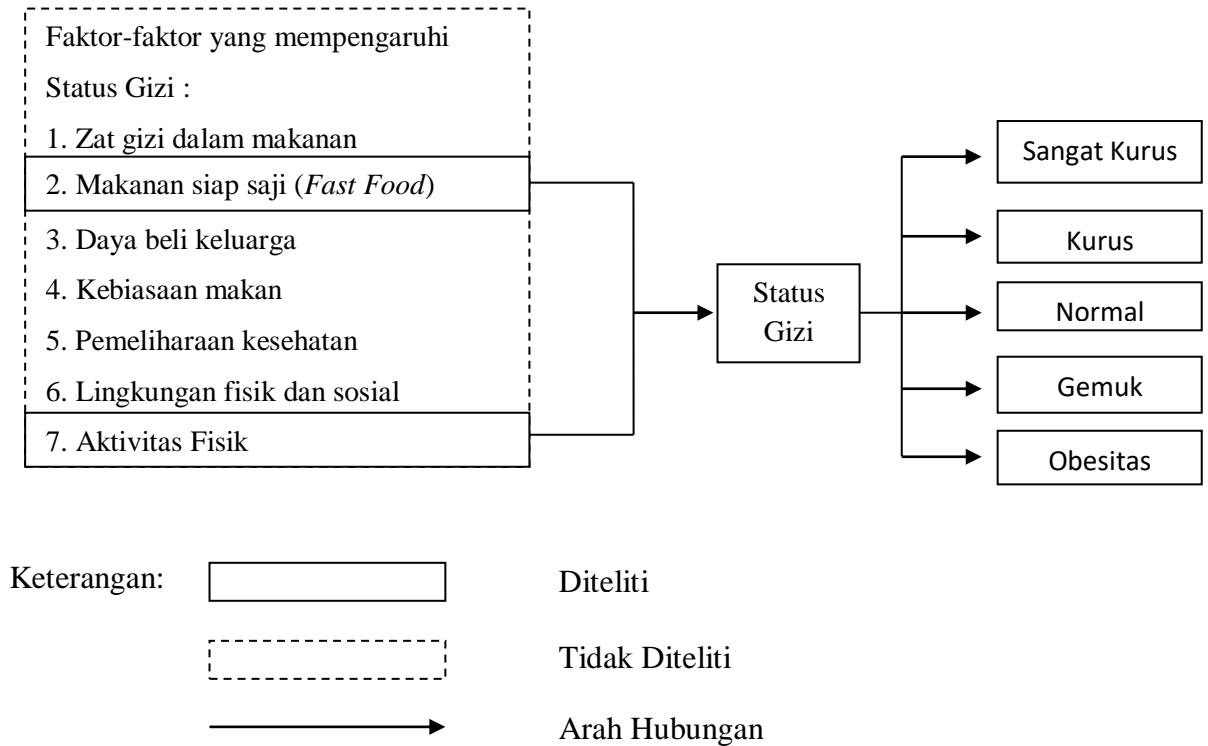 Faktor-faktor yang mempengaruhi
Status Gizi :
1. Zat gizi dalam makanan
2. Makanan siap saji (Fast Food)
3. Daya beli keluarga
4. Kebiasaan makan
5. Pemeliharaan kesehatan
6. Lingkungan fisik dan sosial
7. Aktivitas Fisik
Status
Gizi
Sangat Kurus
Kurus
Normal
Gemuk
Obesitas
Keterangan:
Diteliti
Tidak Diteliti
Arah Hubungan